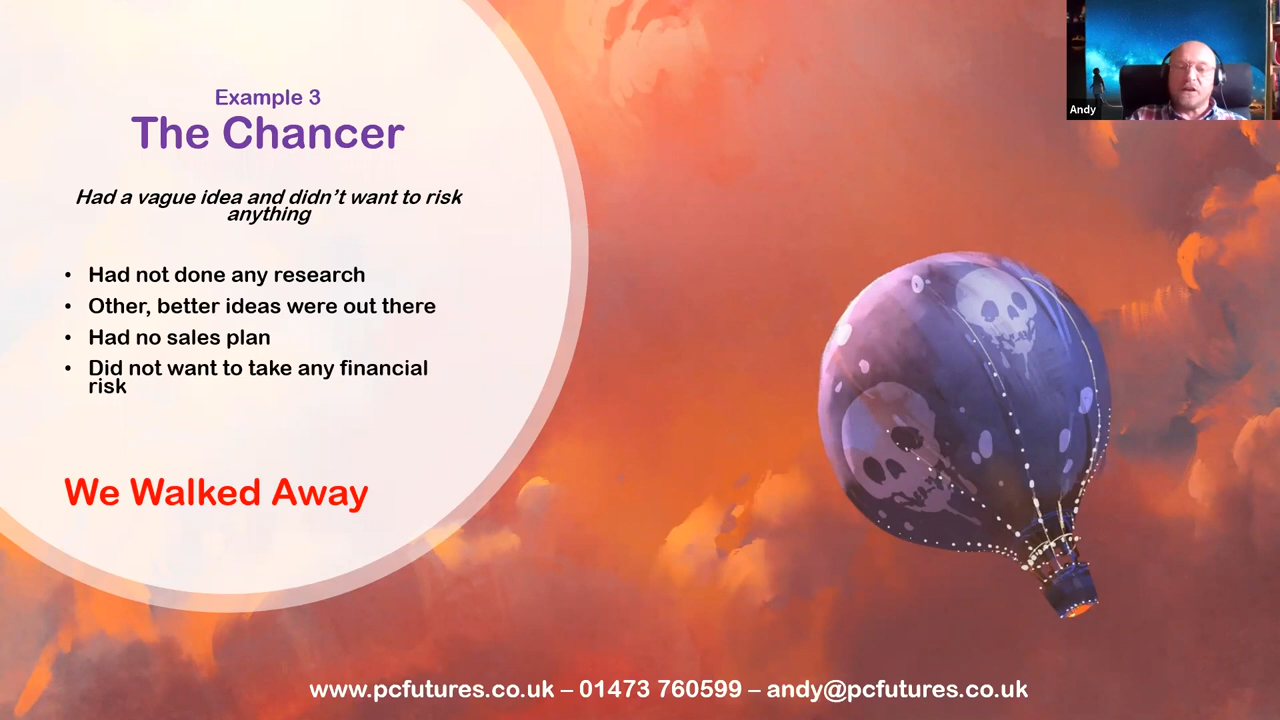 Example 3
The Chancer
Had a vague idea and didn’t want to risk
anything
• Had not done any research
• Other, better ideas were out there
• Had no sales plan
• Did not want to take any financial
risk
We Walked Away
www.pcfutures.co.uk – 01473 760599 – andy@pcfutures.co.uk
Andy